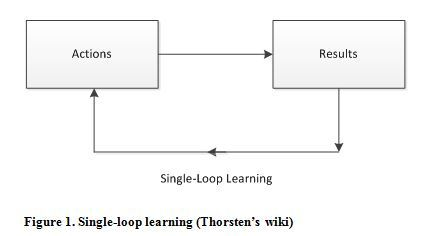 Actions
Results
Single-Loop Learning
Figure 1. Single-loop learning (Thorsten’s wiki)